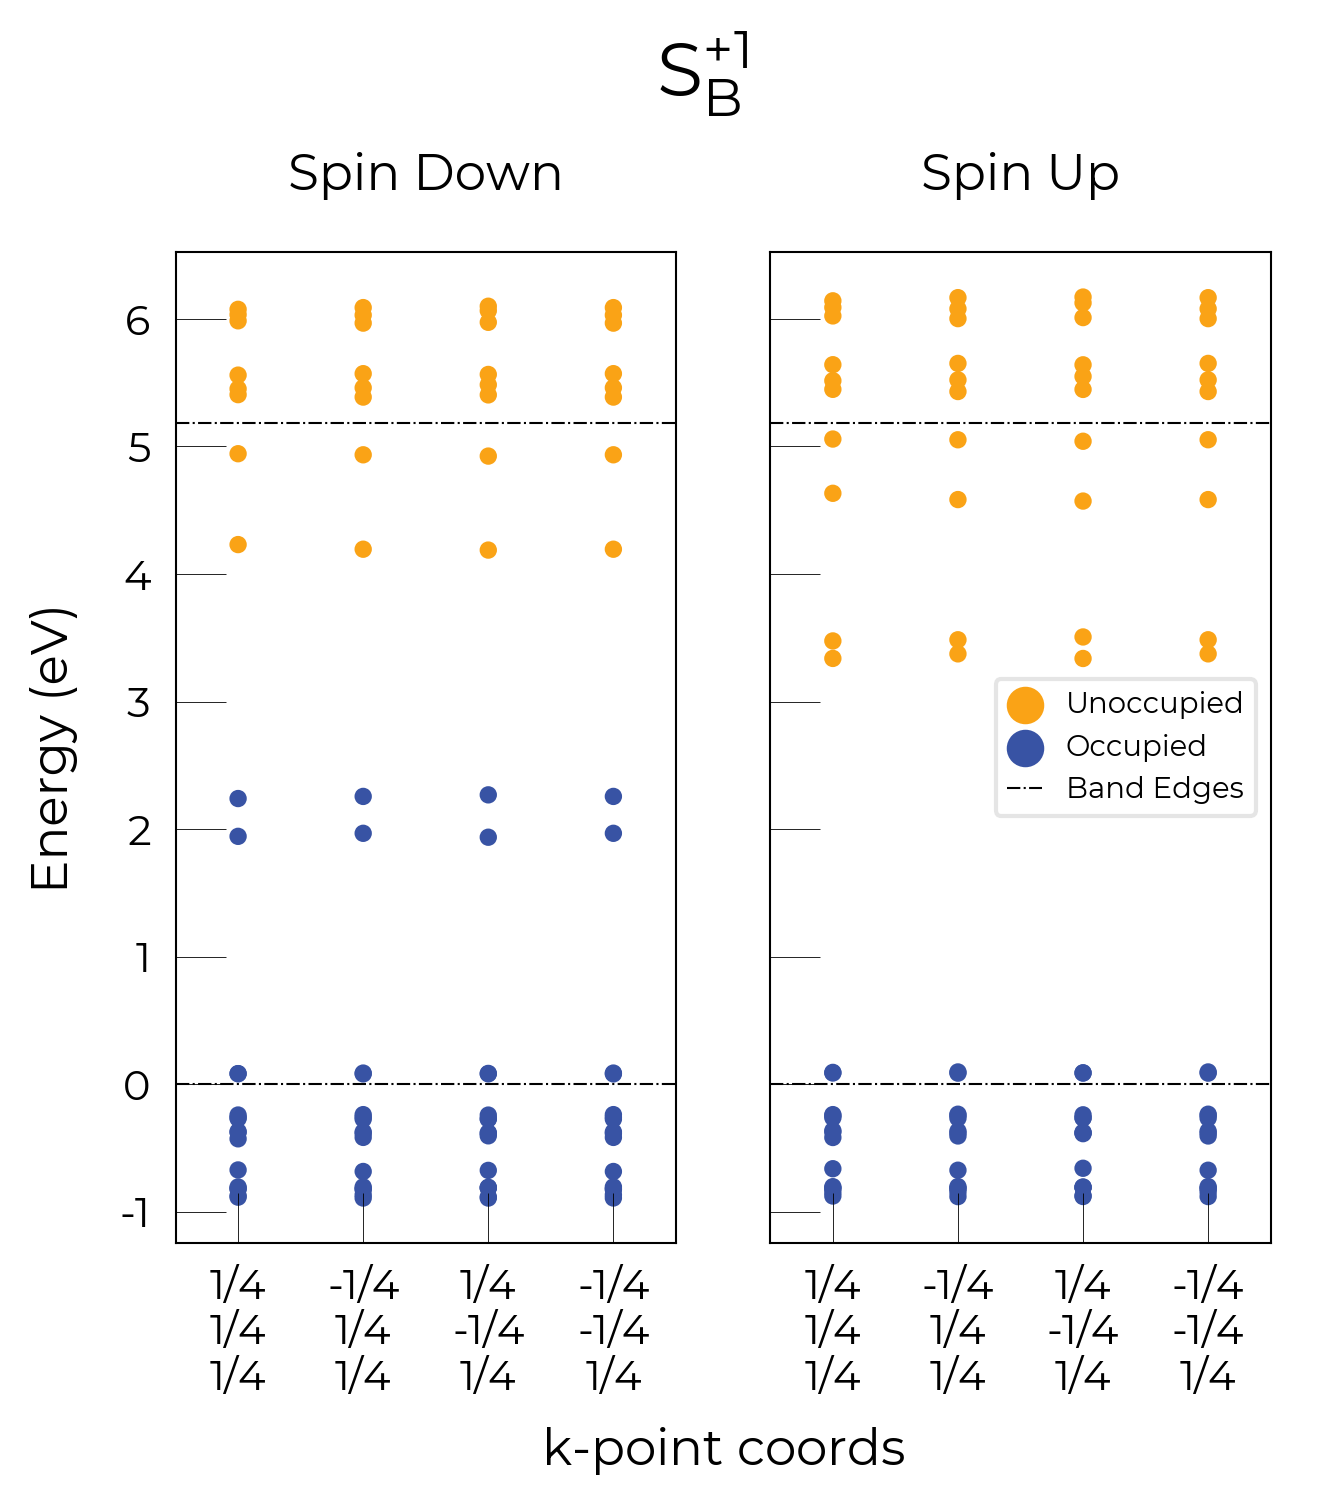 S_B^{+1}
Spin Down Spin Up
6
5
4
3
2
1
0
-1
Energy (eV)
Unoccupied
Occupied
Band Edges
1/4 -1/4 1/4 -1/4 1/4 -1/4 1/4 -1/4
1/4 1/4 -1/4 -1/4 1/4 1/4 -1/4 -1/4
1/4 1/4 1/4 1/4 1/4 1/4 1/4 1/4
k-point coords